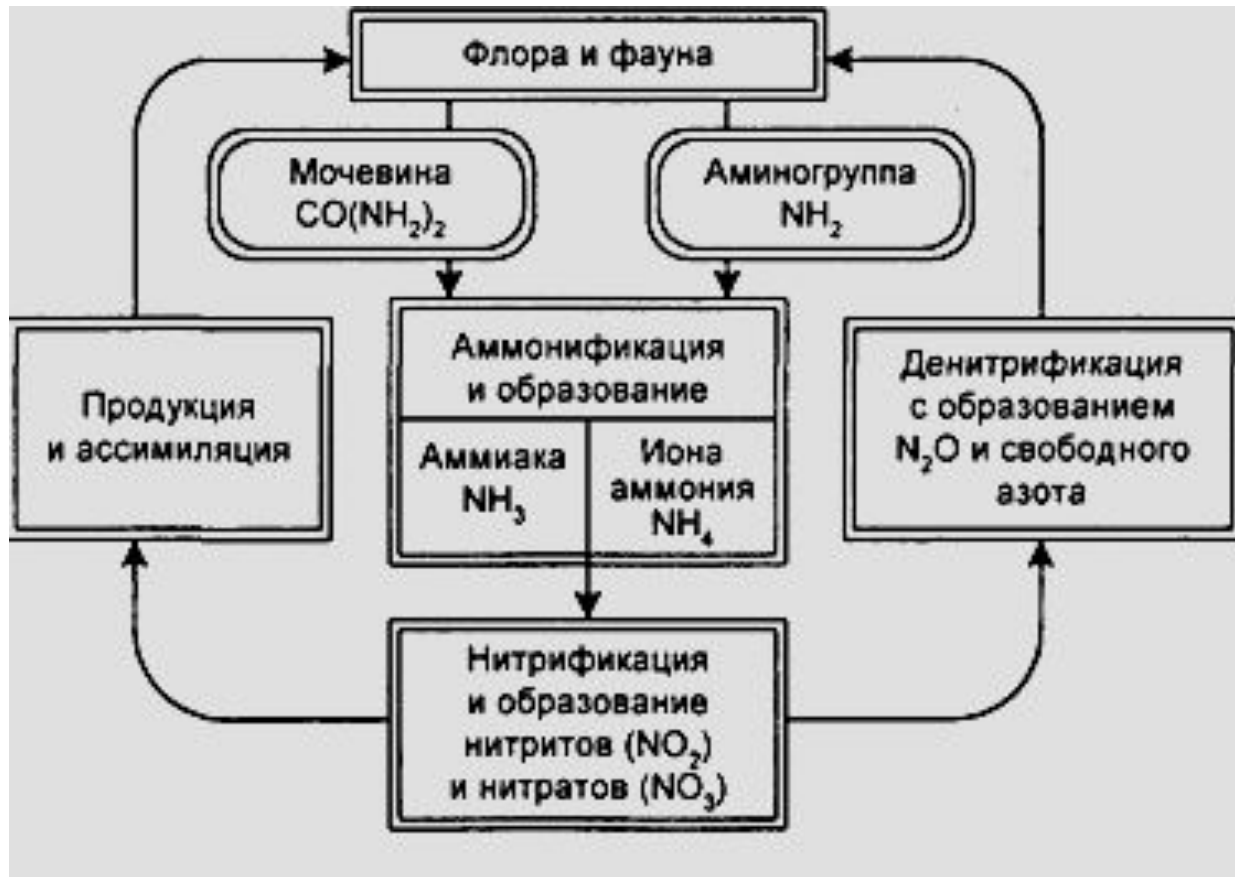 Флора и фауна
Мочевина
CO(NH₂)₂
Аминогруппа
NH₂
Аммонификация
и образование
Аммиака
NH₃
Иона
аммония
NH₄
Продукция
и ассимиляция
Денитрификация
с образованием
N₂O и свободного
азота
Нитрификация
и образование
нитритов (NO₂)
и нитратов (NO₃)